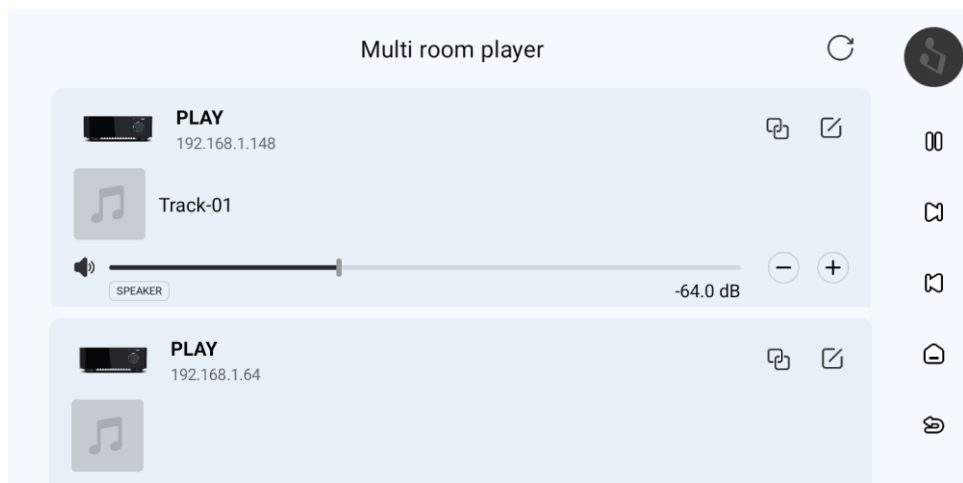 Multi room player
PLAY
192.168.1.148
Track-01
SPEAKER
-64.0 dB
PLAY
192.168.1.64